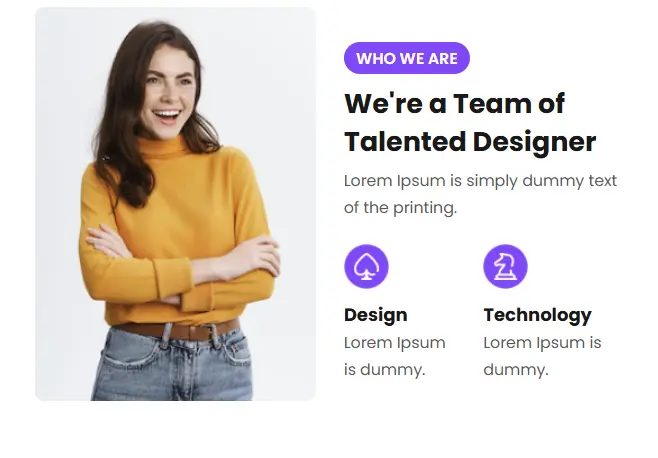 WHO WE ARE
We're a Team of
Talented Designer
Lorem Ipsum is simply dummy text
of the printing.
Design
Lorem Ipsum
is dummy.
Technology
Lorem Ipsum is
dummy.